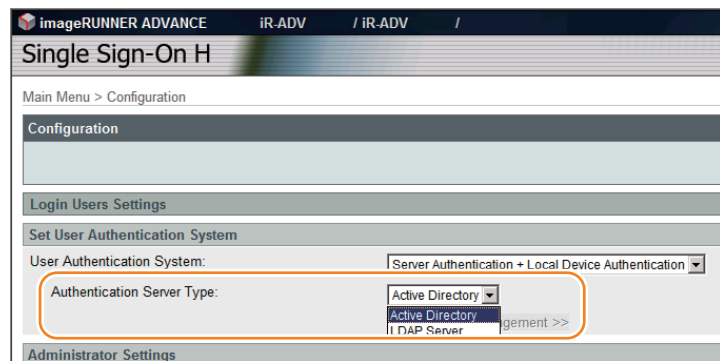 imageRUNNER ADVANCE iR-ADV / iR-ADV /
Single Sign-On H
Main Menu > Configuration
Configuration
Login Users Settings
Set User Authentication System
User Authentication System: Server Authentication + Local Device Authentication
Authentication Server Type: Active Directory
Active Directory
LDAP Server gement >>
Administrator Settings